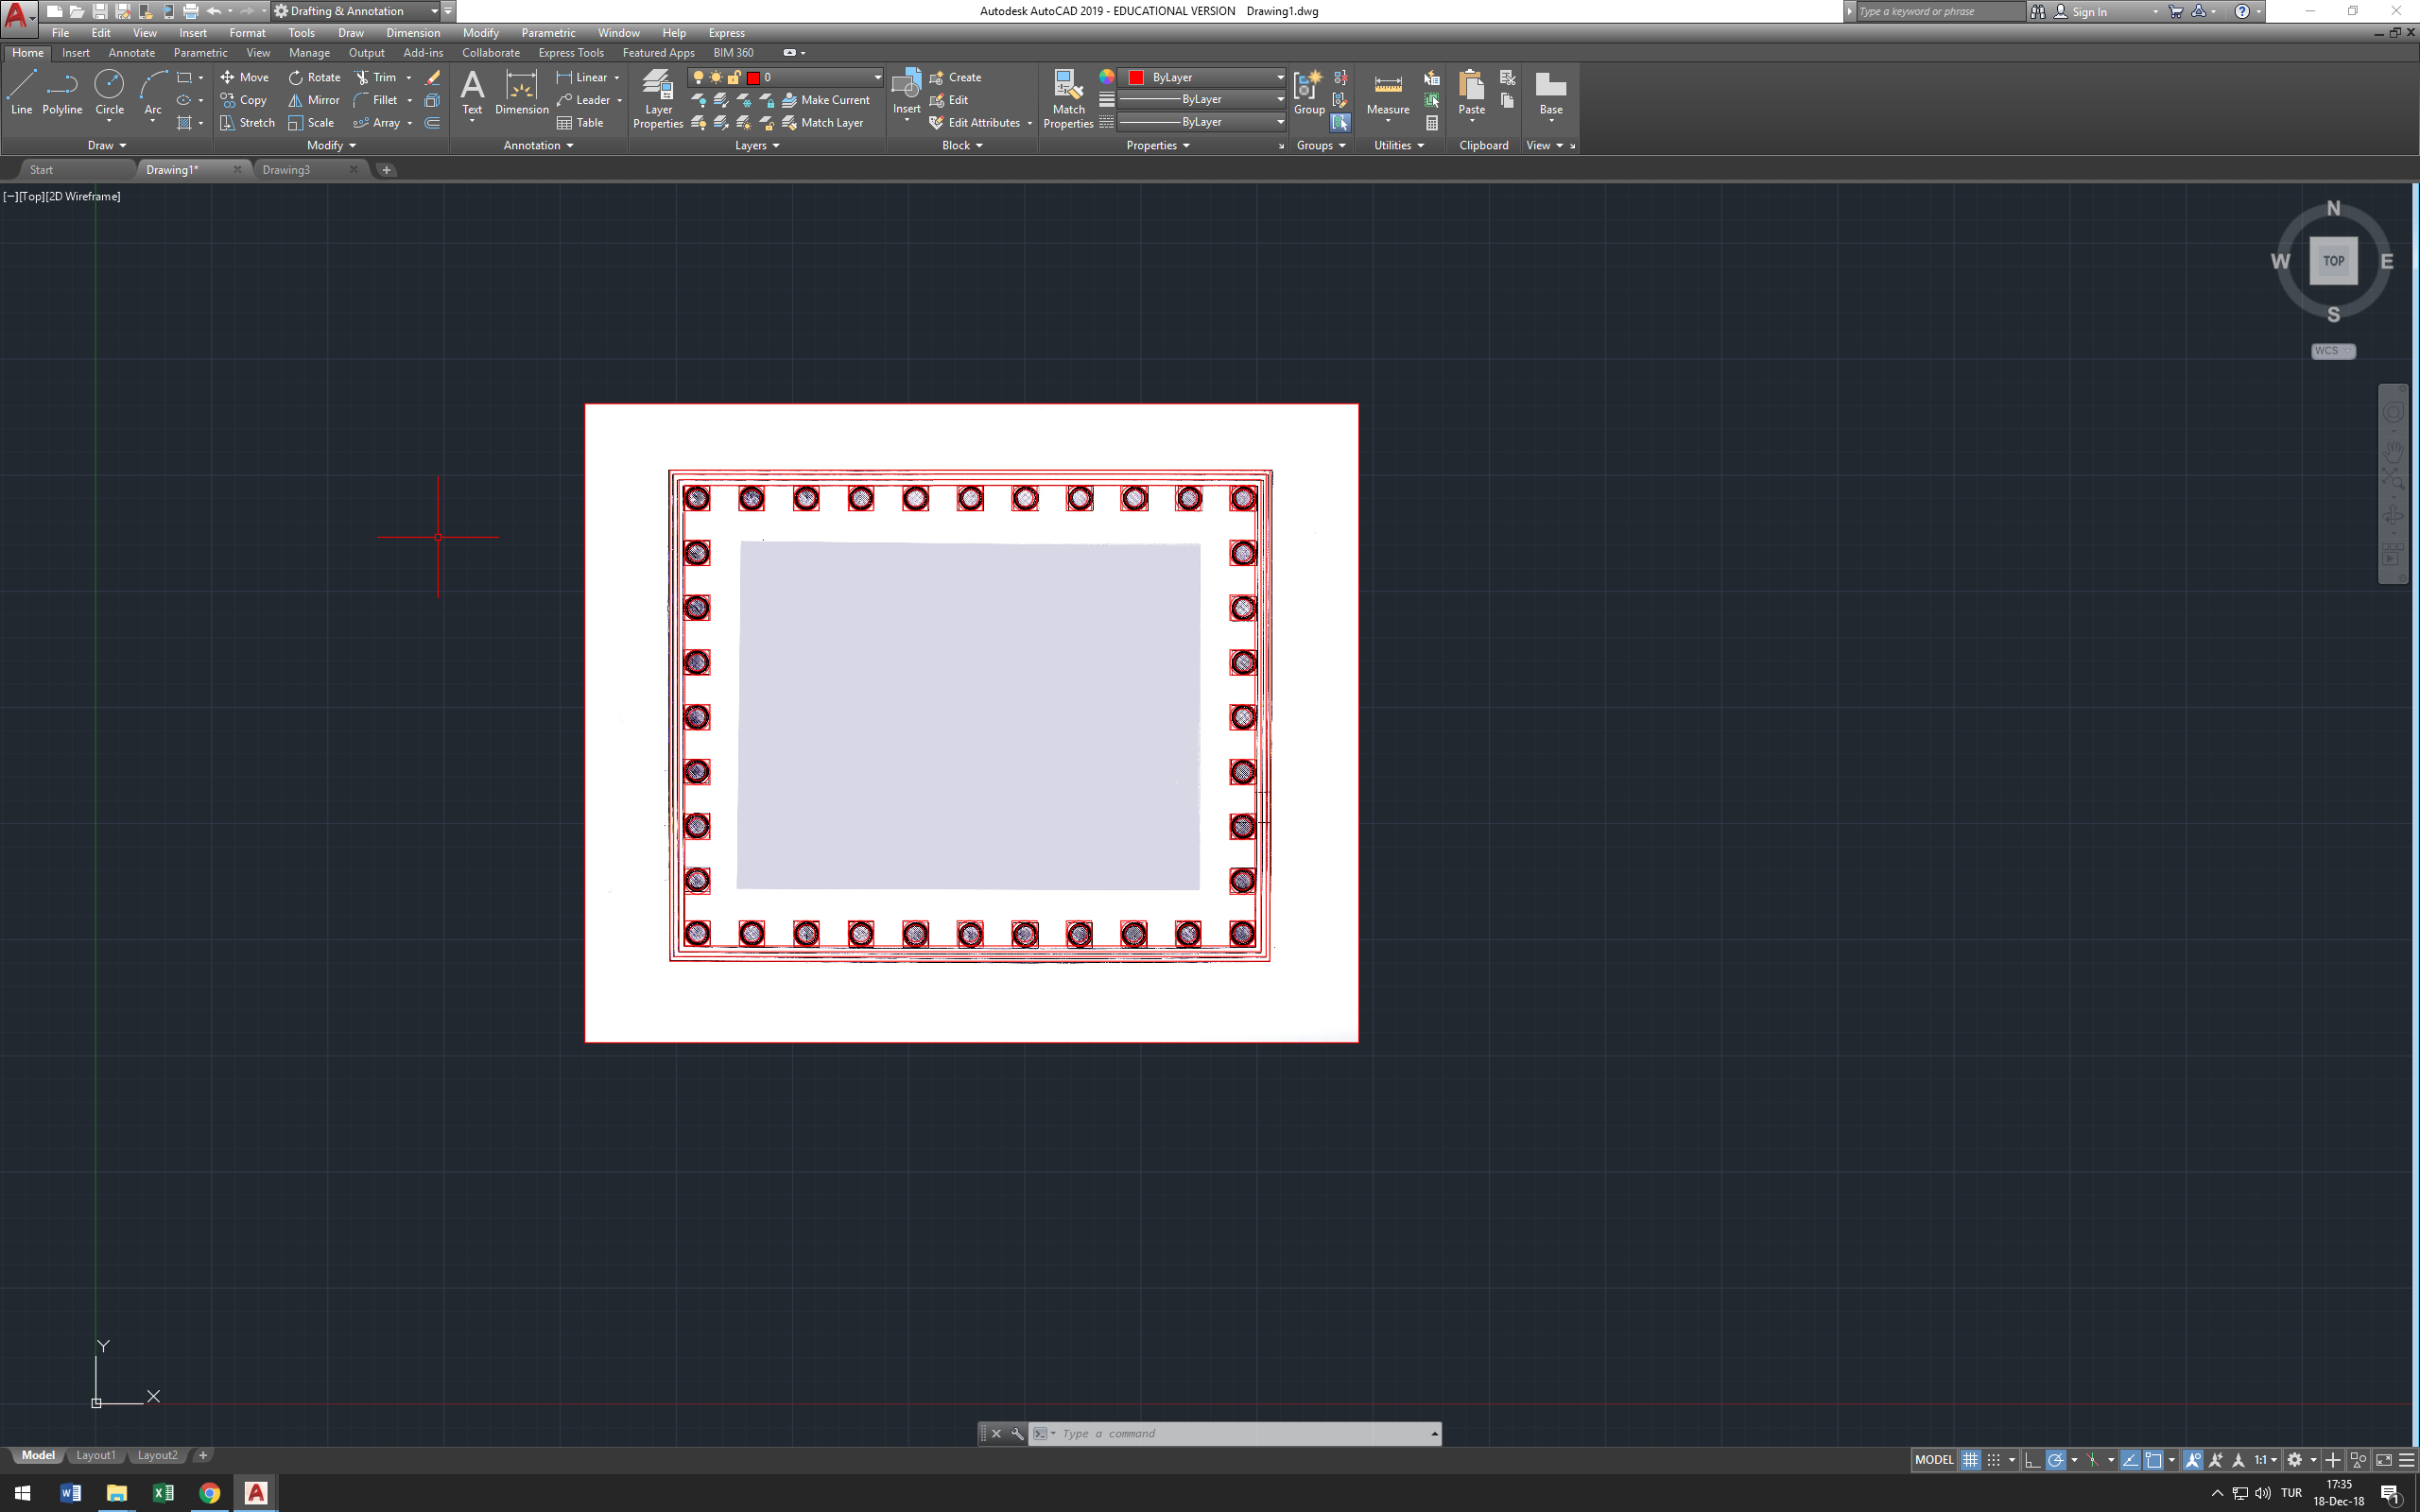 Drafting & Annotation
Autodesk AutoCAD 2019 - EDUCATIONAL VERSION Drawing1.dwg
Type a keyword or phrase
Sign In
File Edit View Insert Format Tools Draw Dimension Modify Parametric Window Help Express
Home Insert Annotate Parametric View Manage Output Add-ins Collaborate Express Tools Featured Apps BIM 360
Line Polyline Circle Arc
Move Rotate Trim
Copy Mirror Fillet
Stretch Scale Array
Text Dimension
Linear
Leader
Table
Layer Properties
0
Make Current
Match Layer
Insert
Create
Edit
Edit Attributes
Match Properties
ByLayer
ByLayer
ByLayer
Group
Measure
Paste
Base
Draw Modify Annotation Layers Block Properties Groups Utilities Clipboard View
Start Drawing1* Drawing3
[−][Top][2D Wireframe]
N
W TOP E
S
WCS
Y
X
Type a command
Model Layout1 Layout2
MODEL 1:1
W X A
TUR
17:35
18-Dec-18
1